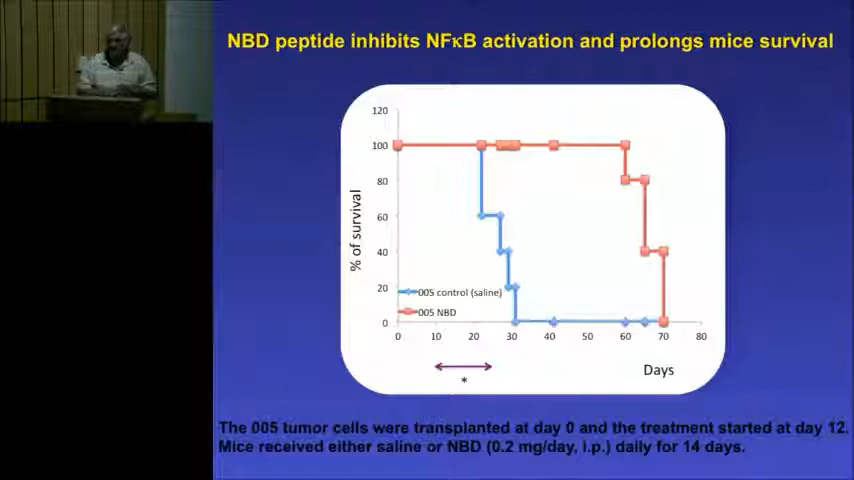 NBD peptide inhibits NFκB activation and prolongs mice survival
120
100
80
60
40
20
0
% of survival
005 control (saline)
005 NBD
0 10 20 30 40 50 60 70 80
Days
*
The 005 tumor cells were transplanted at day 0 and the treatment started at day 12.
Mice received either saline or NBD (0.2 mg/day, i.p.) daily for 14 days.